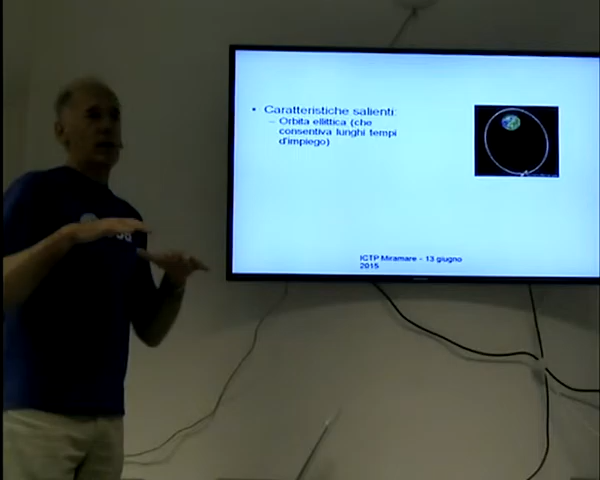 • Caratteristiche salienti:
– Orbita ellittica (che
consentiva lunghi tempi
d'impiego)
ICTP Miramare - 13 giugno
2015